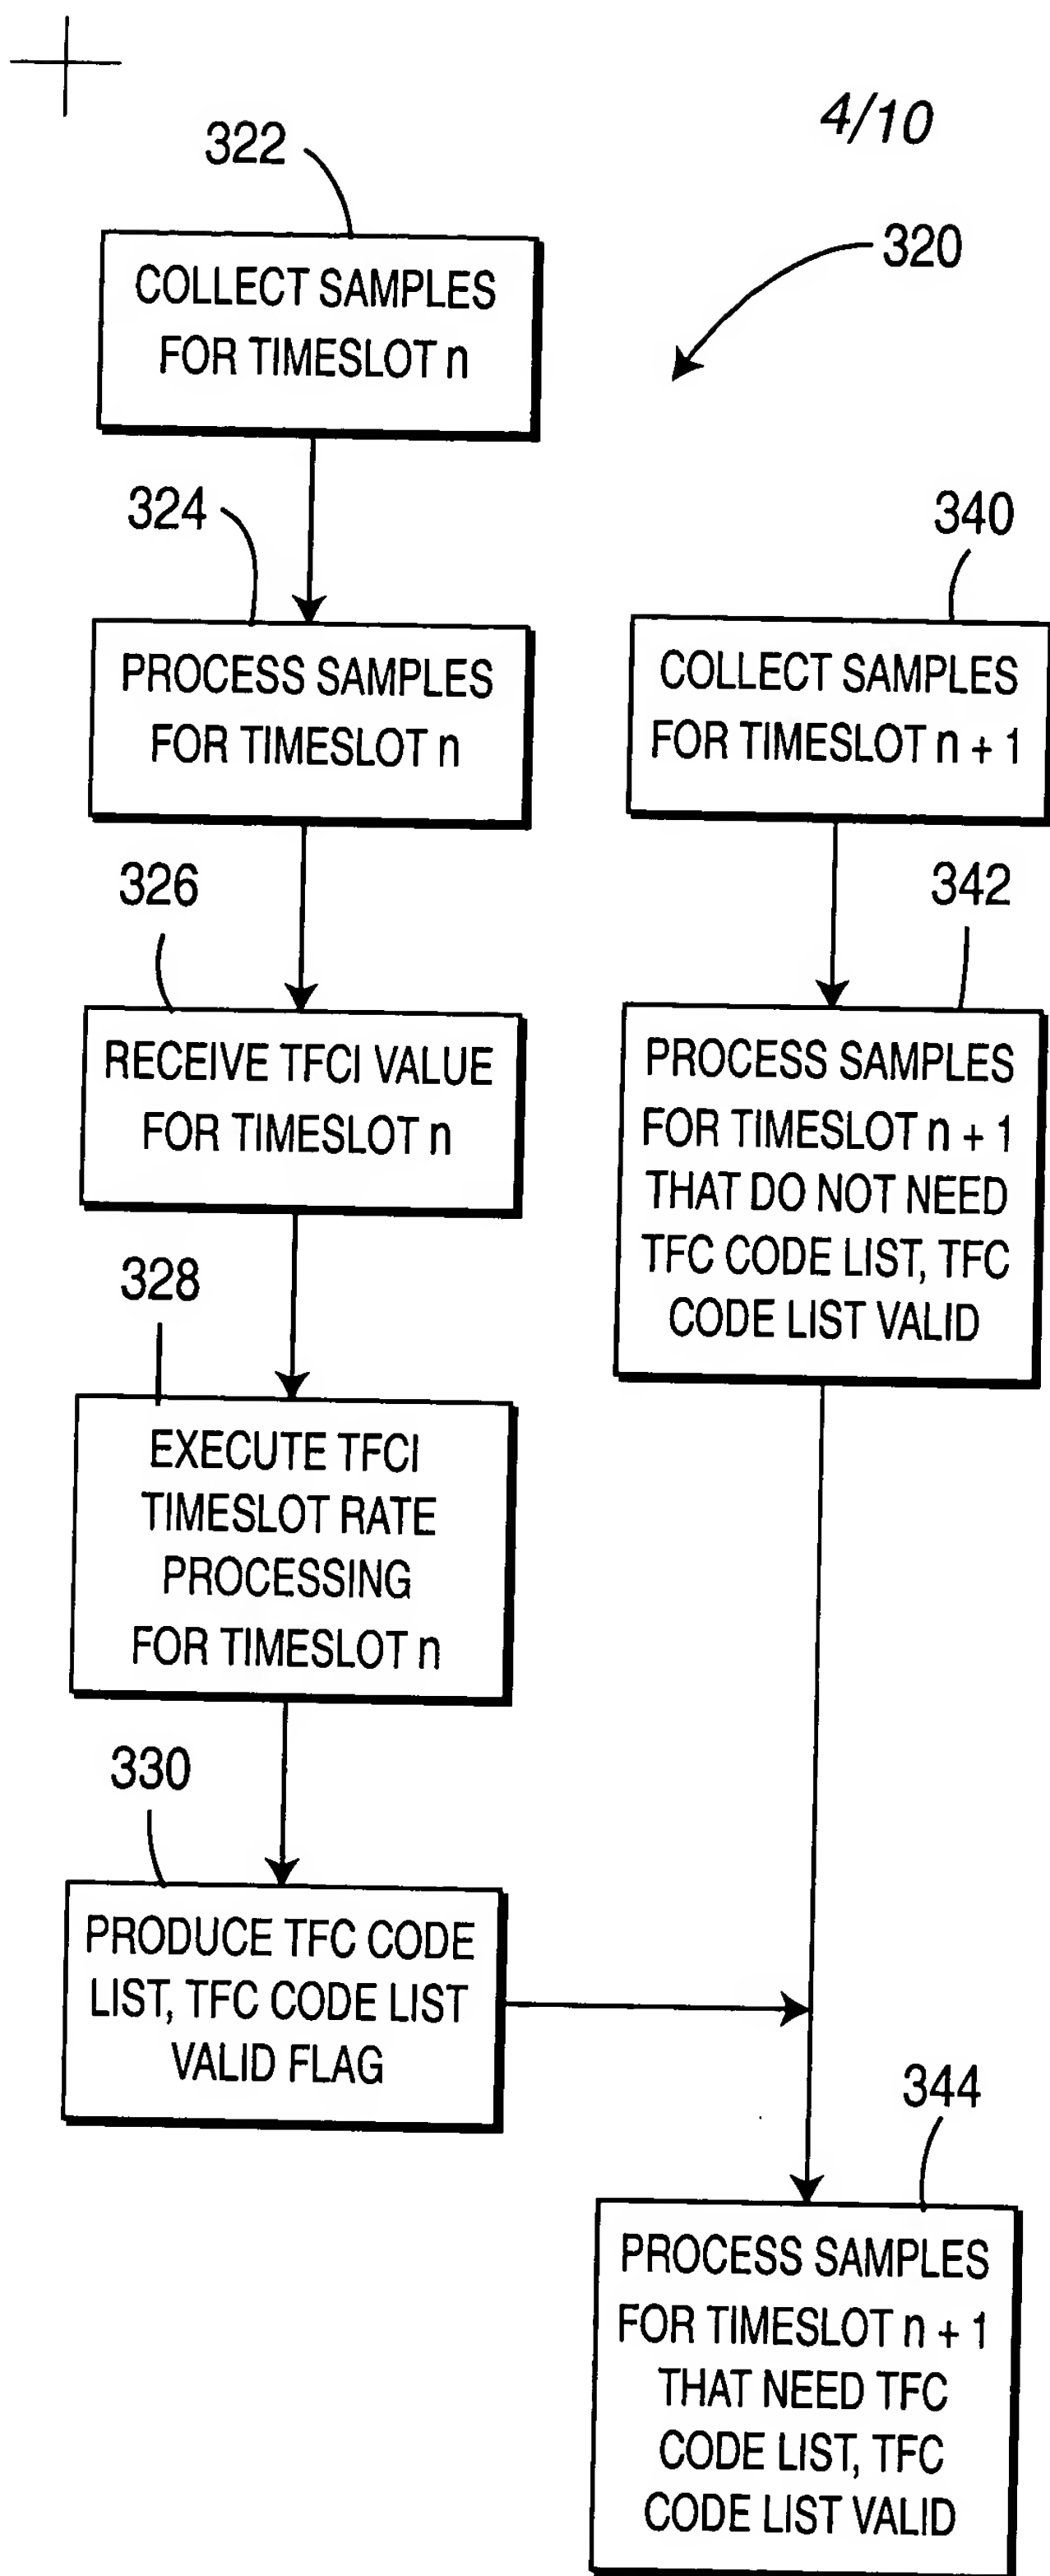 4/10
322
320
COLLECT SAMPLES
FOR TIMESLOT n
324
340
PROCESS SAMPLES
FOR TIMESLOT n
COLLECT SAMPLES
FOR TIMESLOT n + 1
326
342
RECEIVE TFCI VALUE
FOR TIMESLOT n
PROCESS SAMPLES
FOR TIMESLOT n + 1
THAT DO NOT NEED
TFC CODE LIST, TFC
CODE LIST VALID
328
EXECUTE TFCI
TIMESLOT RATE
PROCESSING
FOR TIMESLOT n
330
PRODUCE TFC CODE
LIST, TFC CODE LIST
VALID FLAG
344
PROCESS SAMPLES
FOR TIMESLOT n + 1
THAT NEED TFC
CODE LIST, TFC
CODE LIST VALID